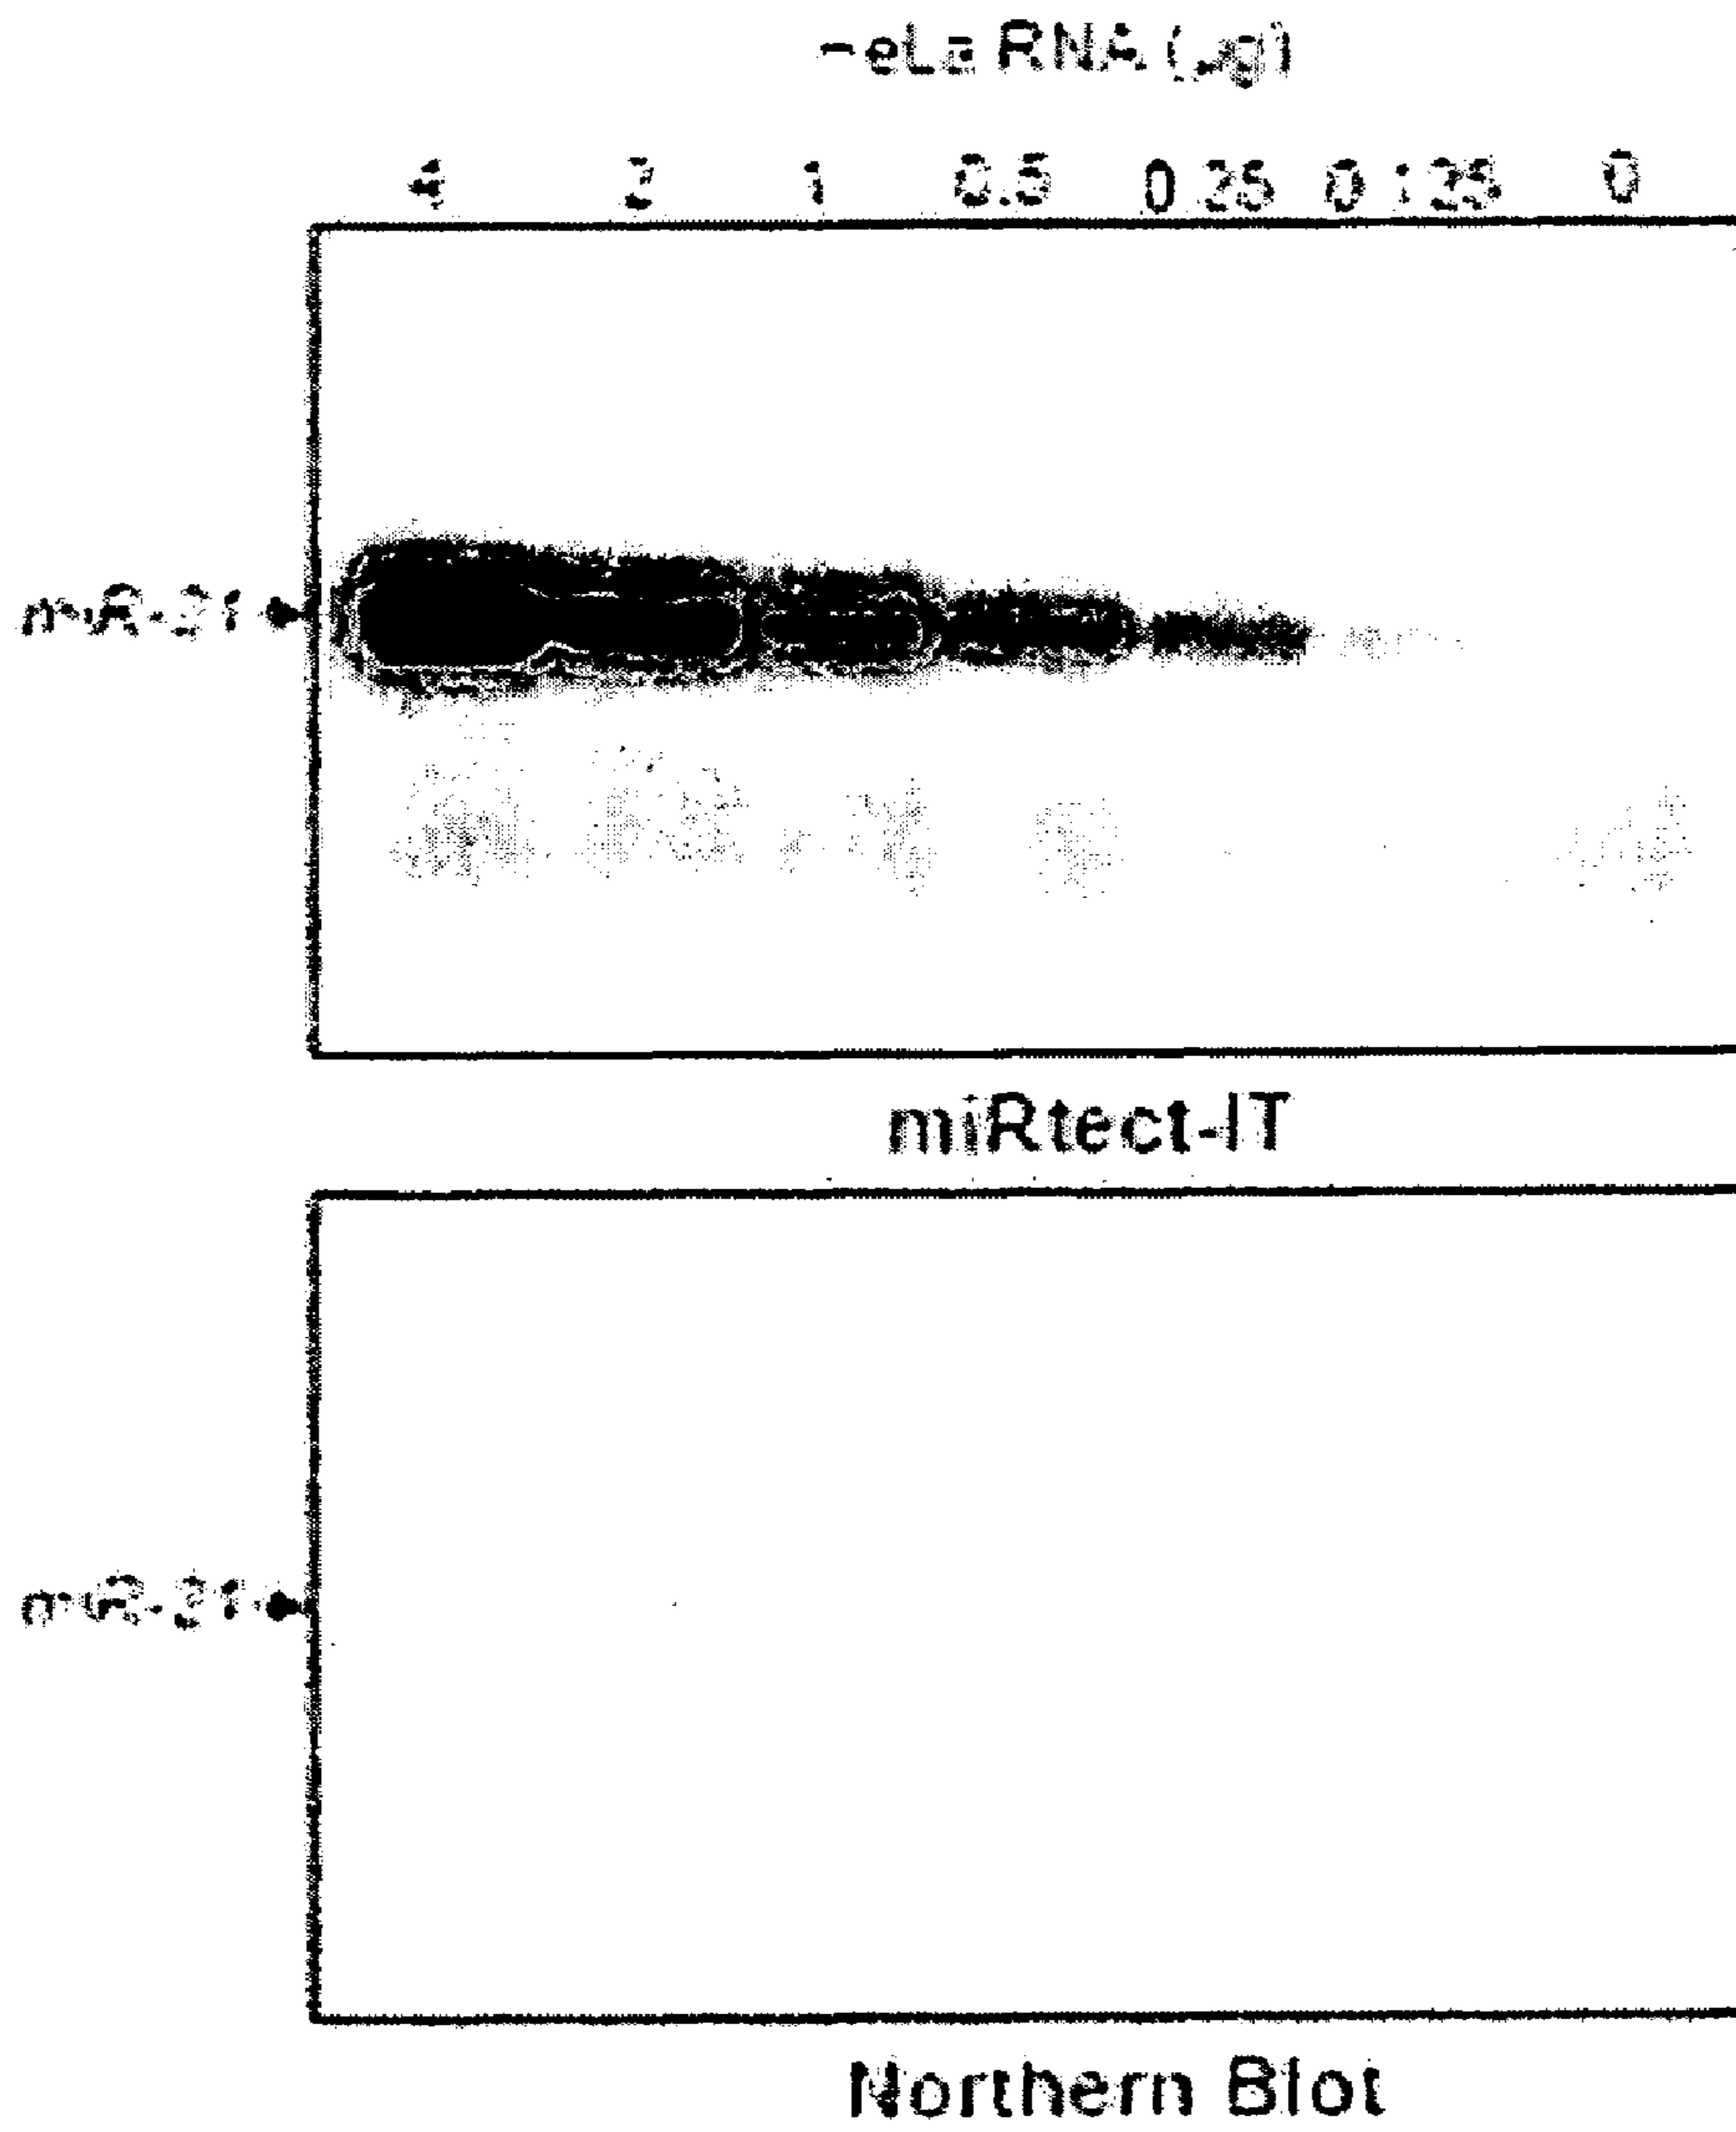 HeLa RNA (µg)
4 2 1 0.5 0.25 0.125 0
miR-21
miRtect-IT
miR-21
Northern Blot